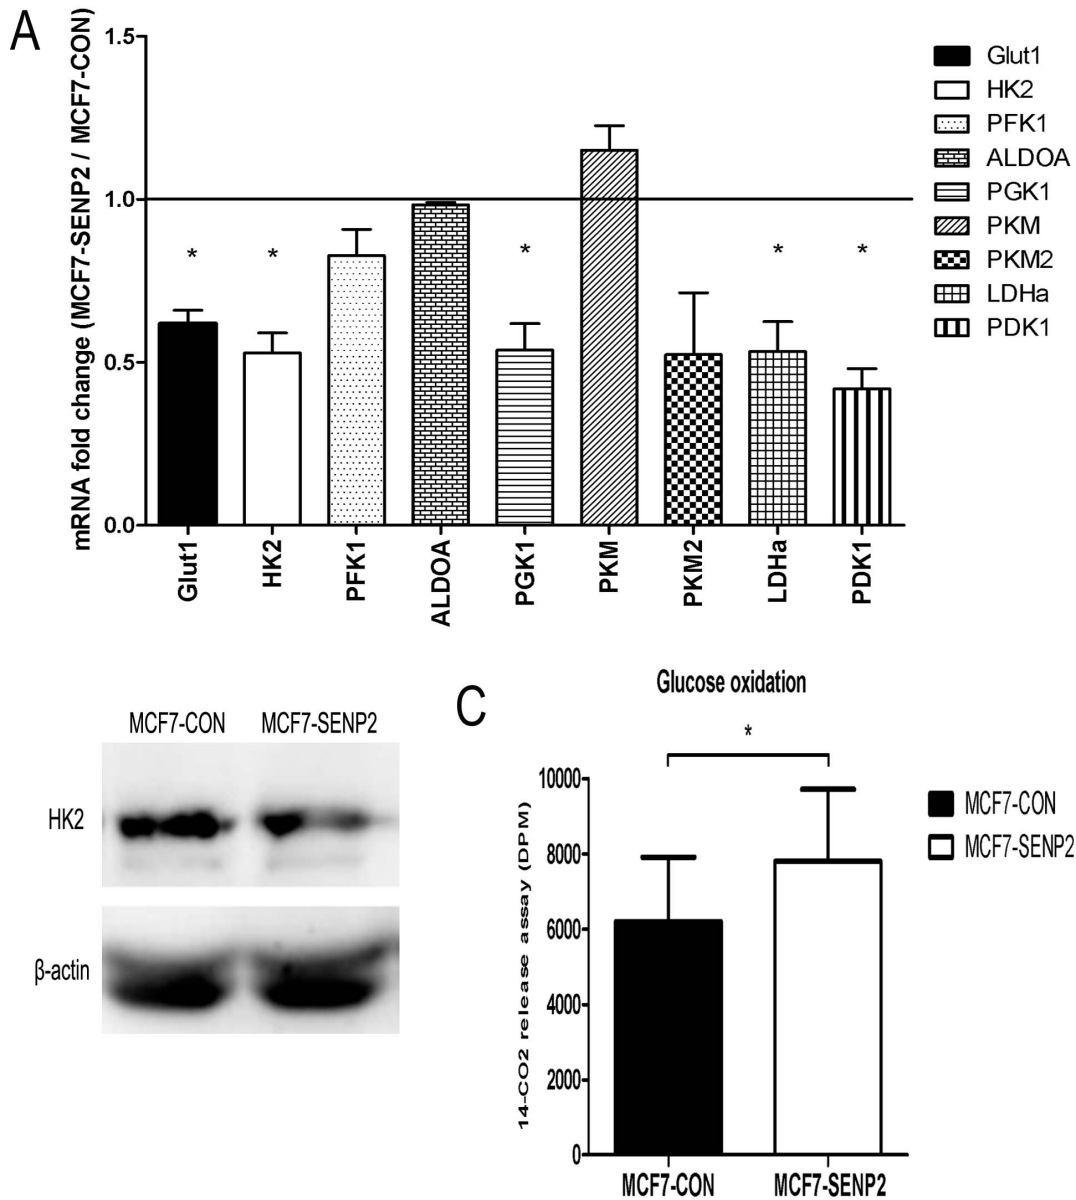 A
mRNA fold change (MCF7-SENP2 / MCF7-CON)
1.5
1.0
0.5
0.0
* * * * *
Glut1
HK2
PFK1
ALDOA
PGK1
PKM
PKM2
LDHa
PDK1
Glut1
HK2
PFK1
ALDOA
PGK1
PKM
PKM2
LDHa
PDK1
MCF7-CON MCF7-SENP2
HK2
β-actin
C
Glucose oxidation
*
14-CO2 release assay (DPM)
10000
8000
6000
4000
2000
0
MCF7-CON MCF7-SENP2
MCF7-CON
MCF7-SENP2